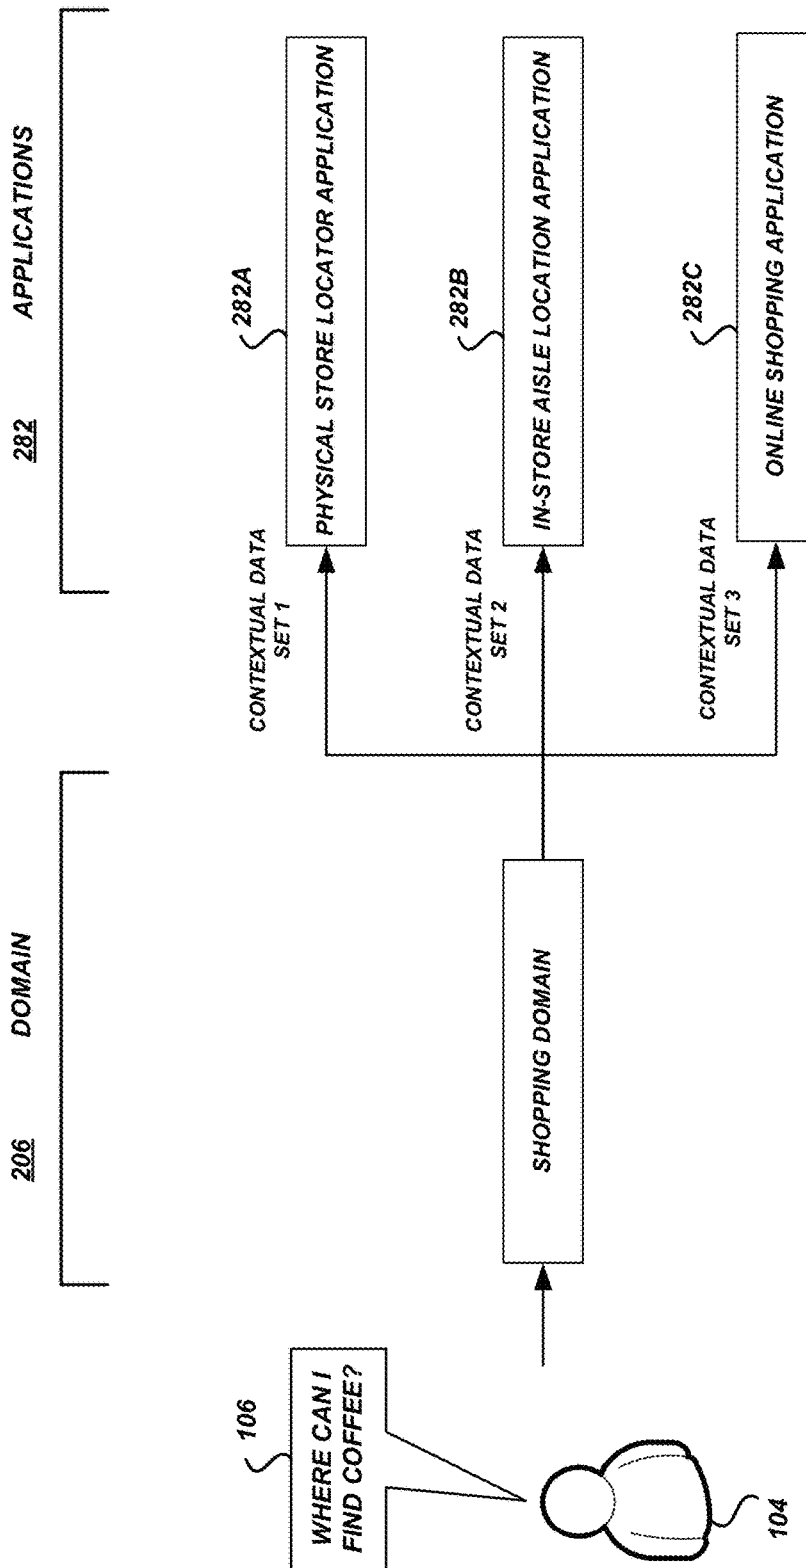 206 DOMAIN
282 APPLICATIONS
106
WHERE CAN I
FIND COFFEE?
104
SHOPPING DOMAIN
CONTEXTUAL DATA
SET 1
282A
PHYSICAL STORE LOCATOR APPLICATION
CONTEXTUAL DATA
SET 2
282B
IN-STORE AISLE LOCATION APPLICATION
CONTEXTUAL DATA
SET 3
282C
ONLINE SHOPPING APPLICATION